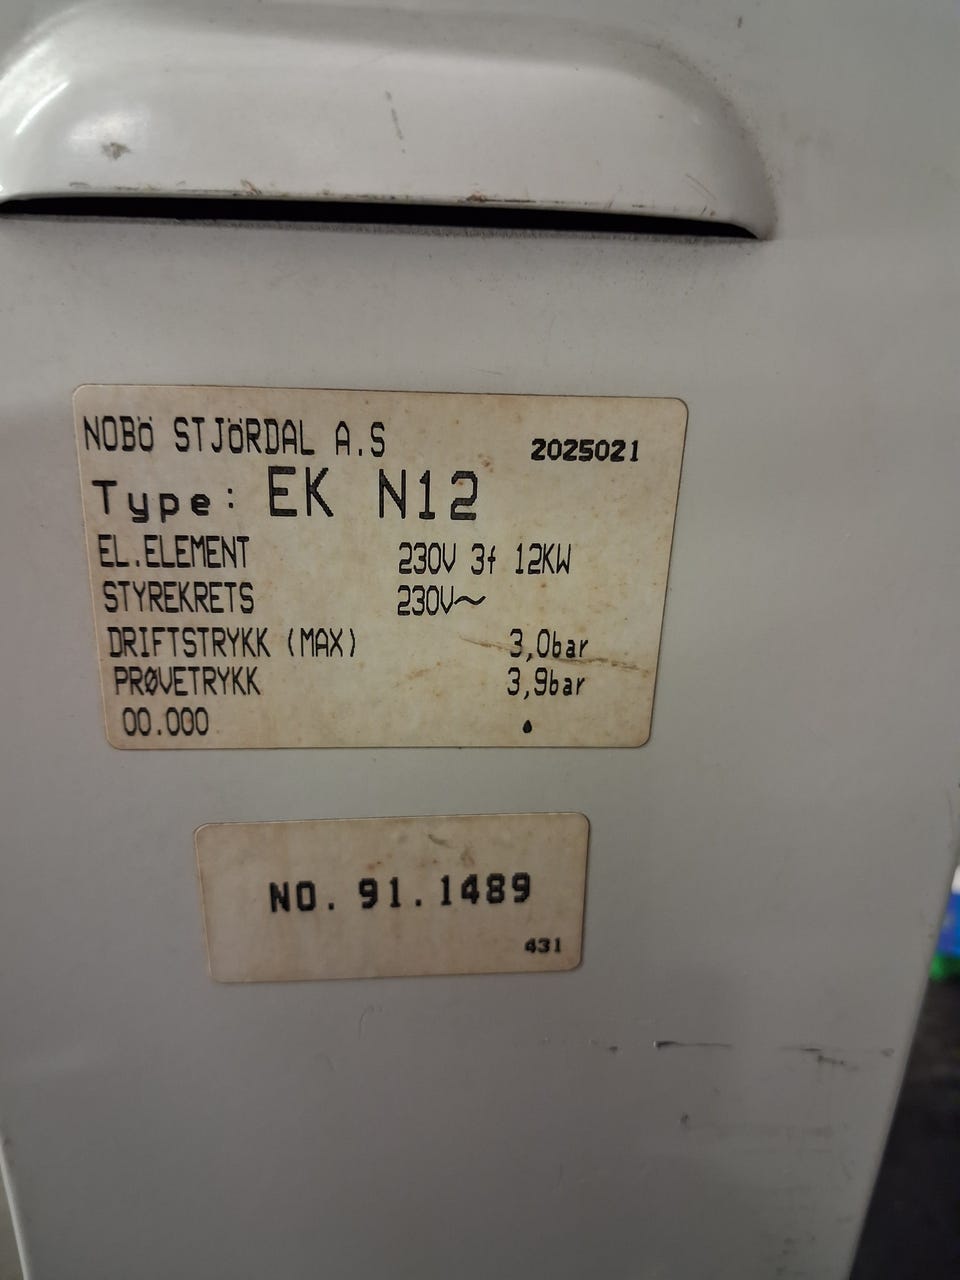 NOBÖ STJÖRDAL A.S 2025021
Type: EK N12
EL.ELEMENT 230V 3f 12KW
STYREKRETS 230V~
DRIFTSTRYKK (MAX) 3,0bar
PRØVETRYKK 3,9bar
00.000
NO. 91.1489
431